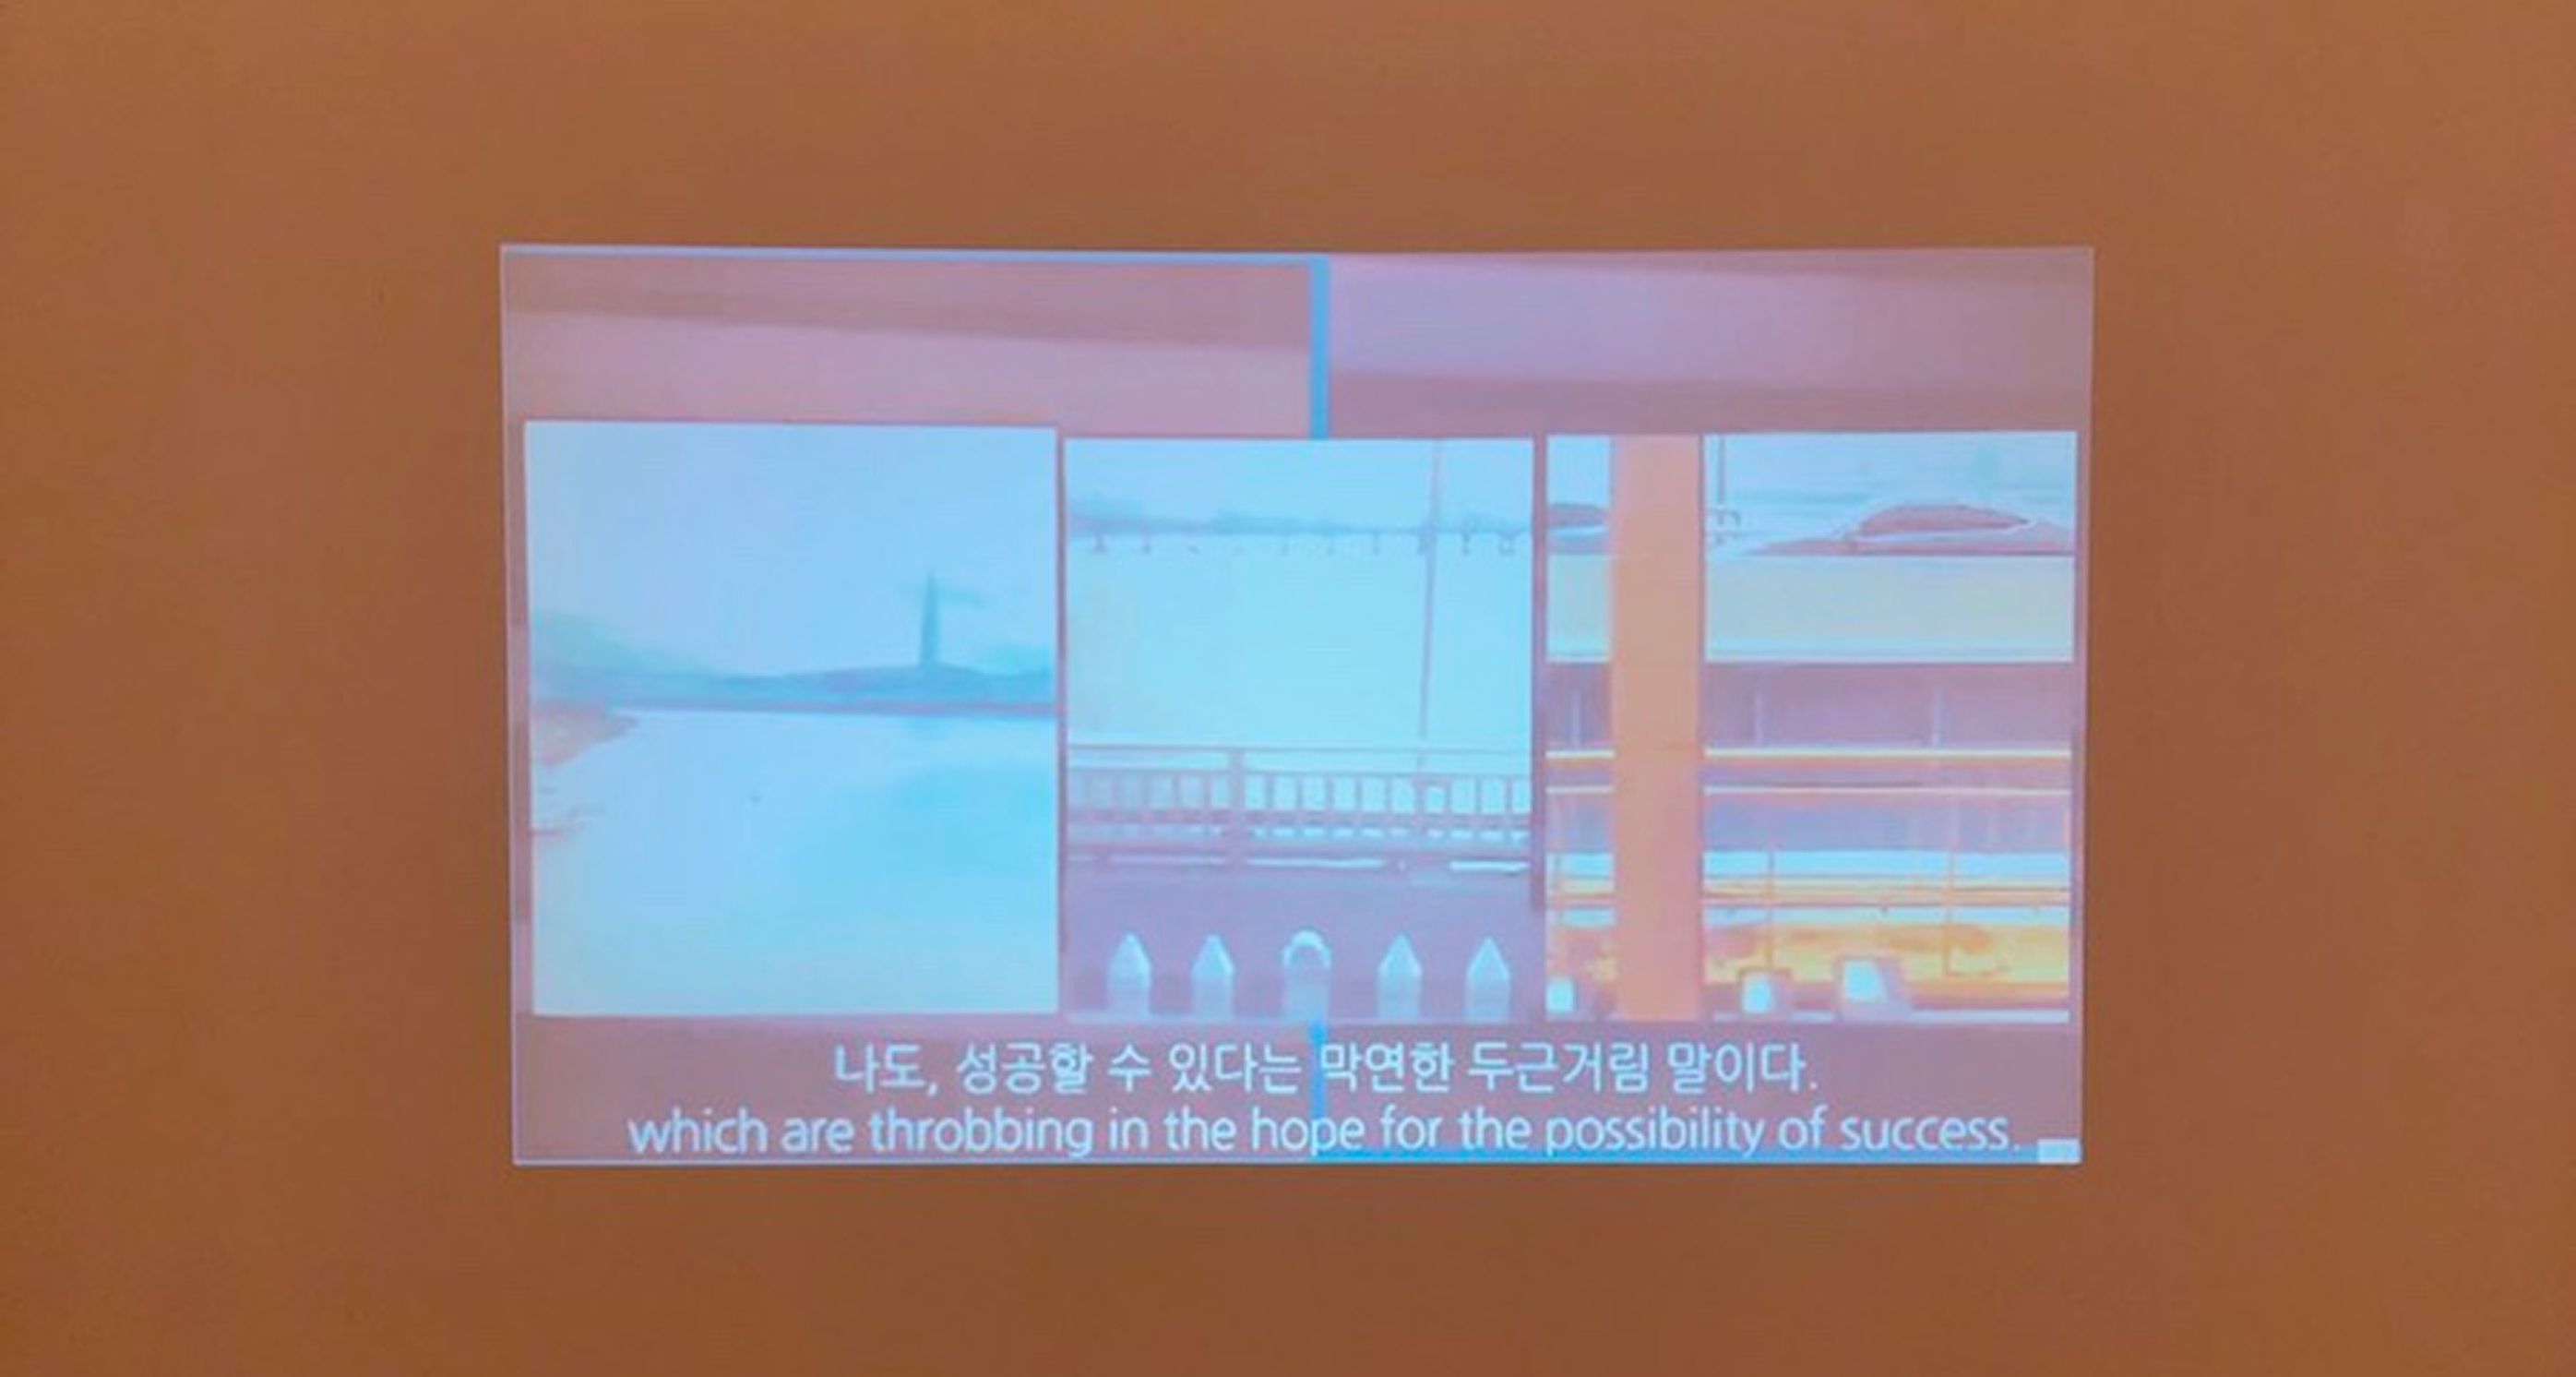 나도, 성공할 수 있다는 막연한 두근거림 말이다.
which are throbbing in the hope for the possibility of success.